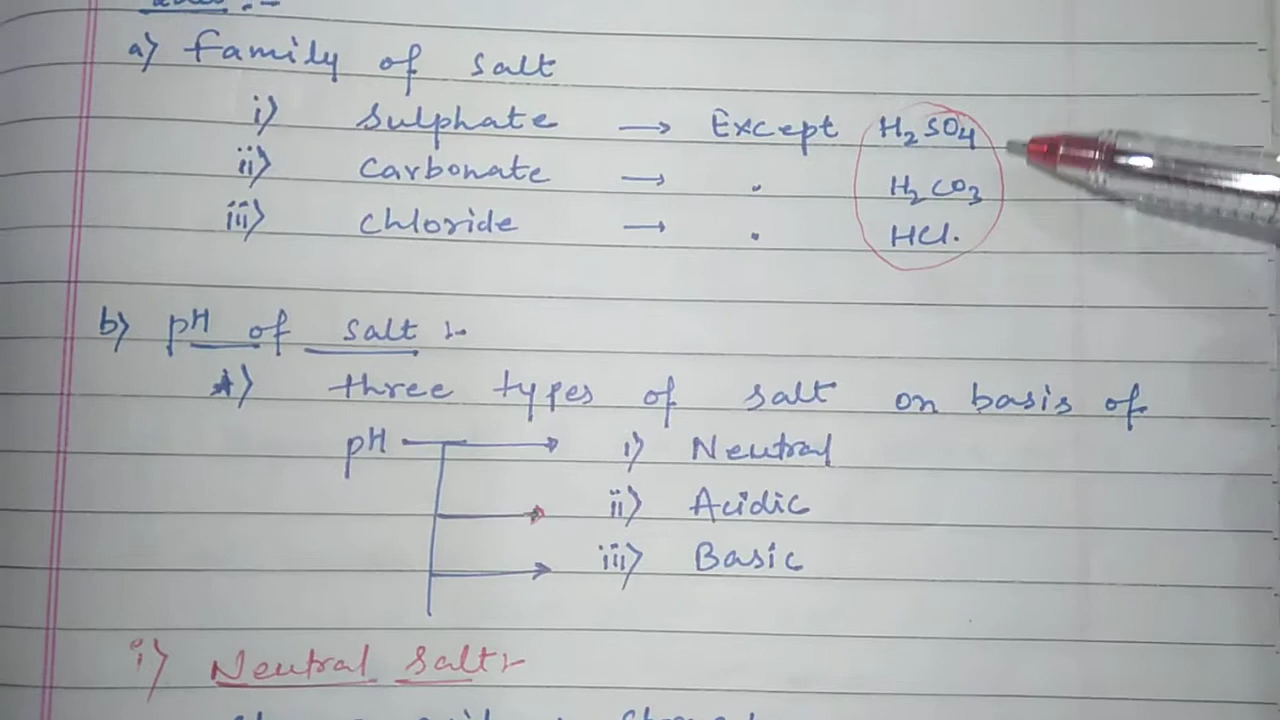 a) Family of salt
i) Sulphate → Except H₂SO₄
ii) Carbonate → . H₂CO₃
iii) Chloride → . HCl.
b) pH of salt :-
A) three types of salt on basis of
pH → i) Neutral
→ ii) Acidic
→ iii) Basic
i) Neutral Salt :-